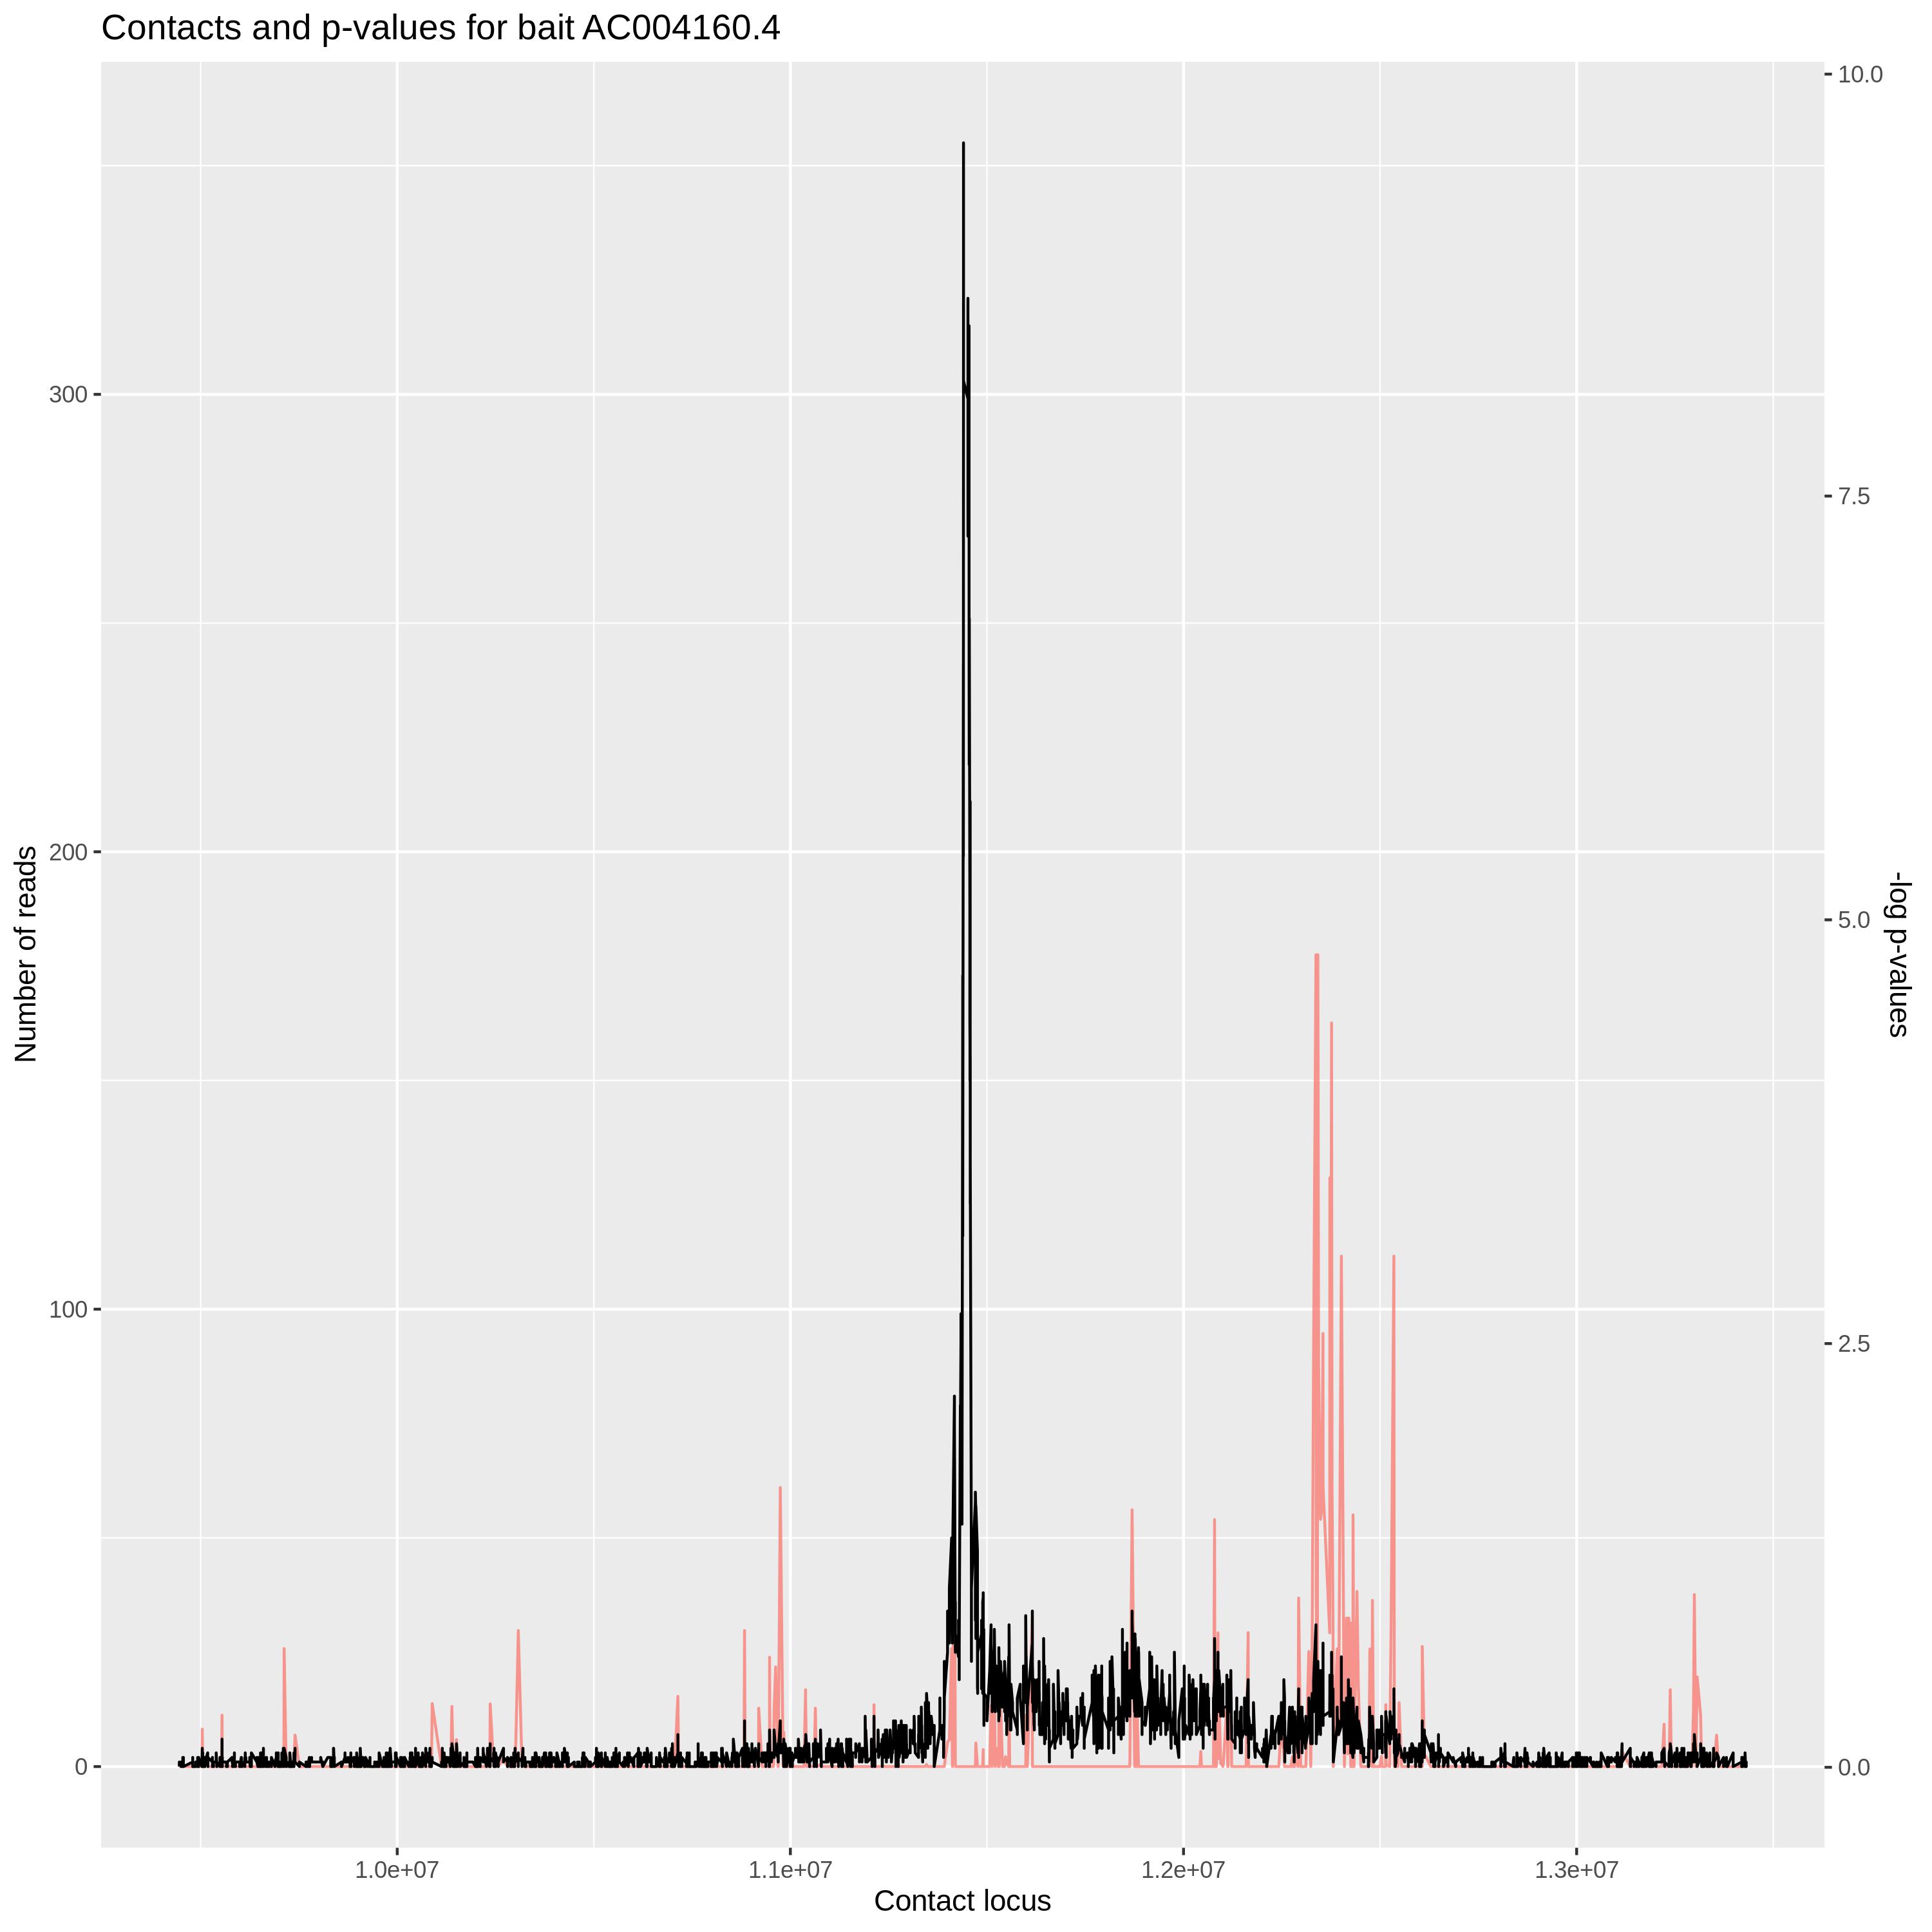 Contacts and p-values for bait AC004160.4
10.0
300
7.5
200
Number of reads
-log p-values
5.0
100
2.5
0
0.0
1.0e+07 1.1e+07 1.2e+07 1.3e+07
Contact locus